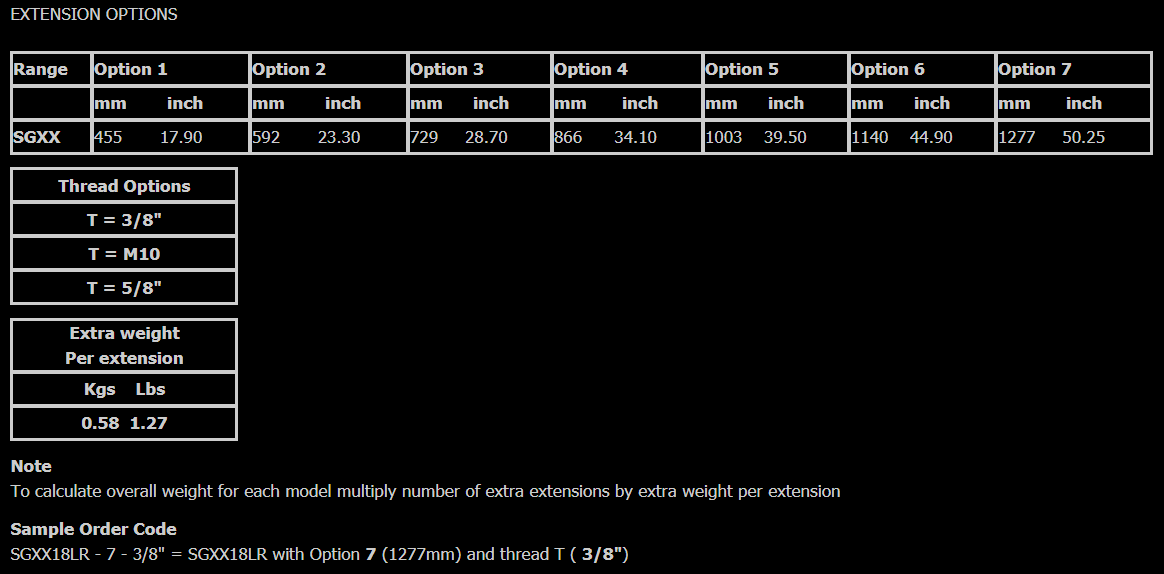 EXTENSION OPTIONS
Range Option 1 Option 2 Option 3 Option 4 Option 5 Option 6 Option 7
mm inch mm inch mm inch mm inch mm inch mm inch mm inch
SGXX 455 17.90 592 23.30 729 28.70 866 34.10 1003 39.50 1140 44.90 1277 50.25
Thread Options
T = 3/8"
T = M10
T = 5/8"
Extra weight
Per extension
Kgs Lbs
0.58 1.27
Note
To calculate overall weight for each model multiply number of extra extensions by extra weight per extension
Sample Order Code
SGXX18LR - 7 - 3/8" = SGXX18LR with Option 7 (1277mm) and thread T ( 3/8")